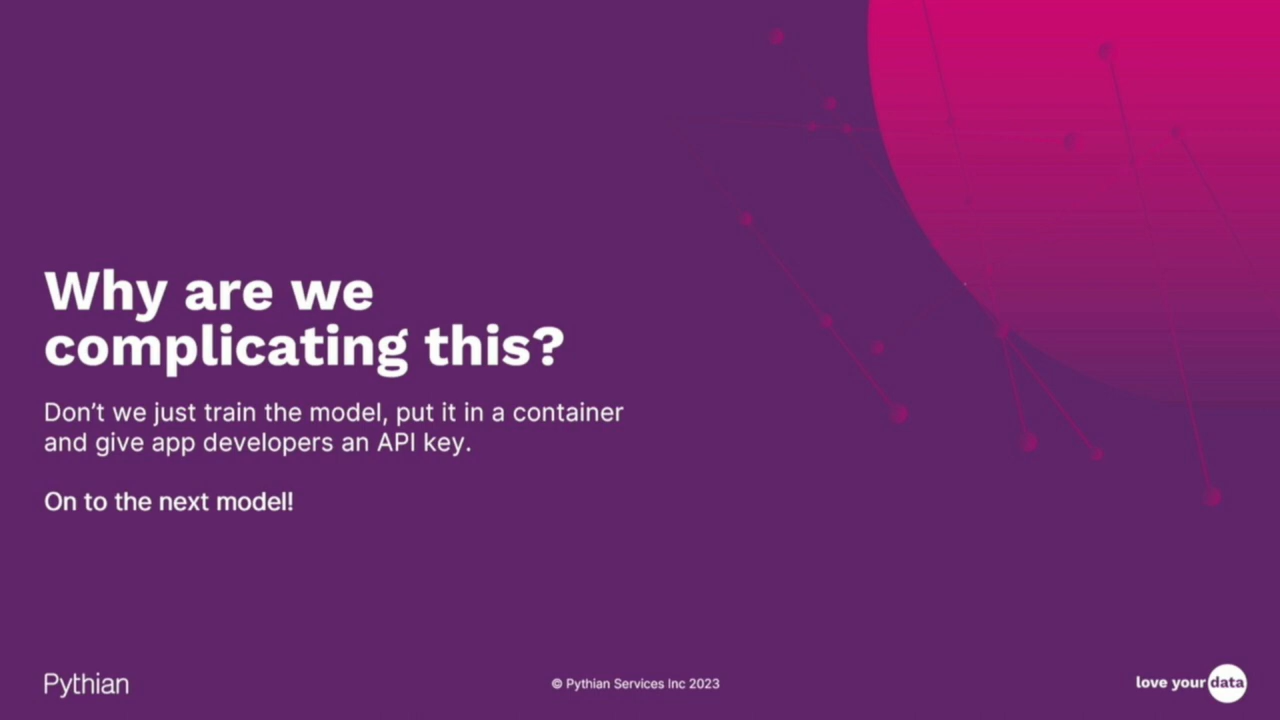 Why are we
complicating this?
Don’t we just train the model, put it in a container
and give app developers an API key.
On to the next model!
Pythian
© Pythian Services Inc 2023
love your data